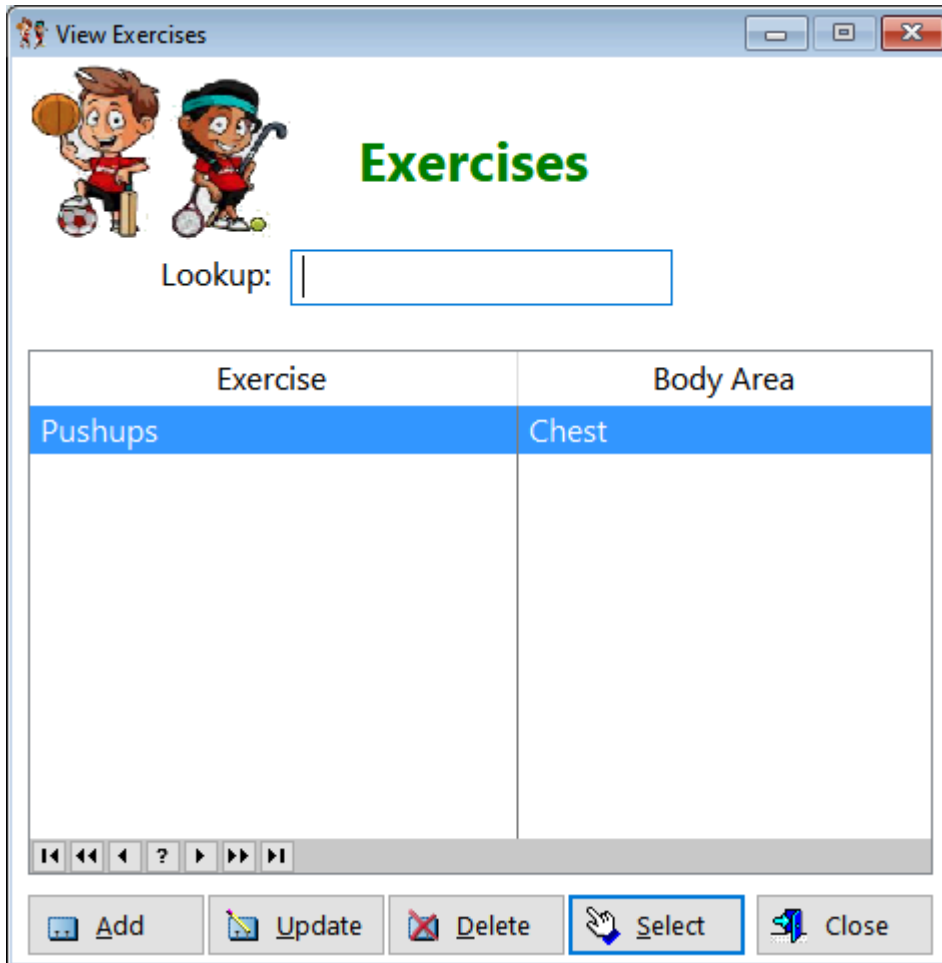 View Exercises
Exercises
Lookup:
Exercise Body Area
Pushups Chest
?
Add Update Delete Select Close